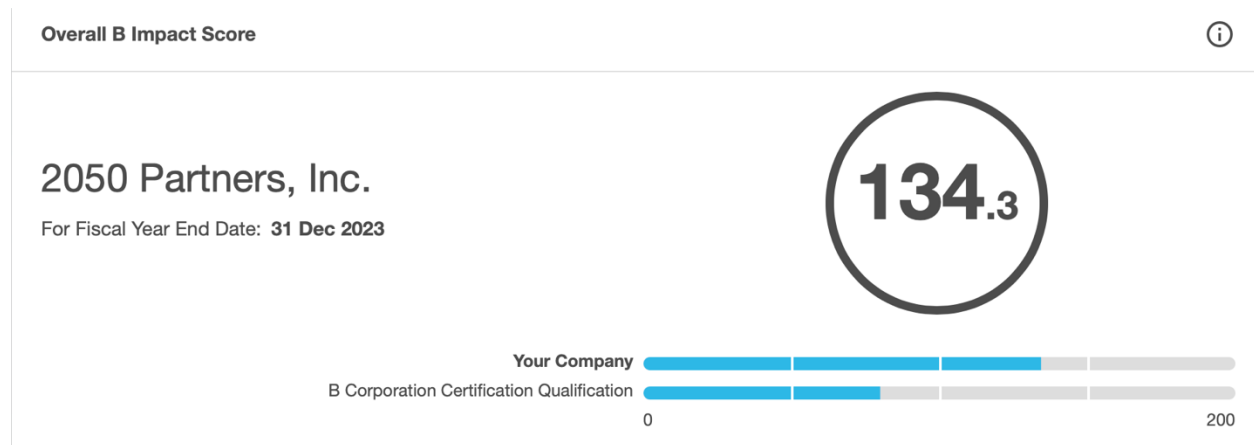 Overall B Impact Score
2050 Partners, Inc.
For Fiscal Year End Date: 31 Dec 2023
134.3
Your Company
B Corporation Certification Qualification
0 200